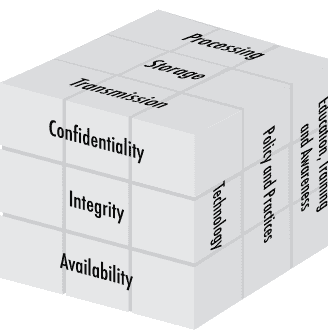 Processing
Storage
Transmission
Confidentiality
Integrity
Availability
Technology
Policy and Practices
Education, Training
and Awareness